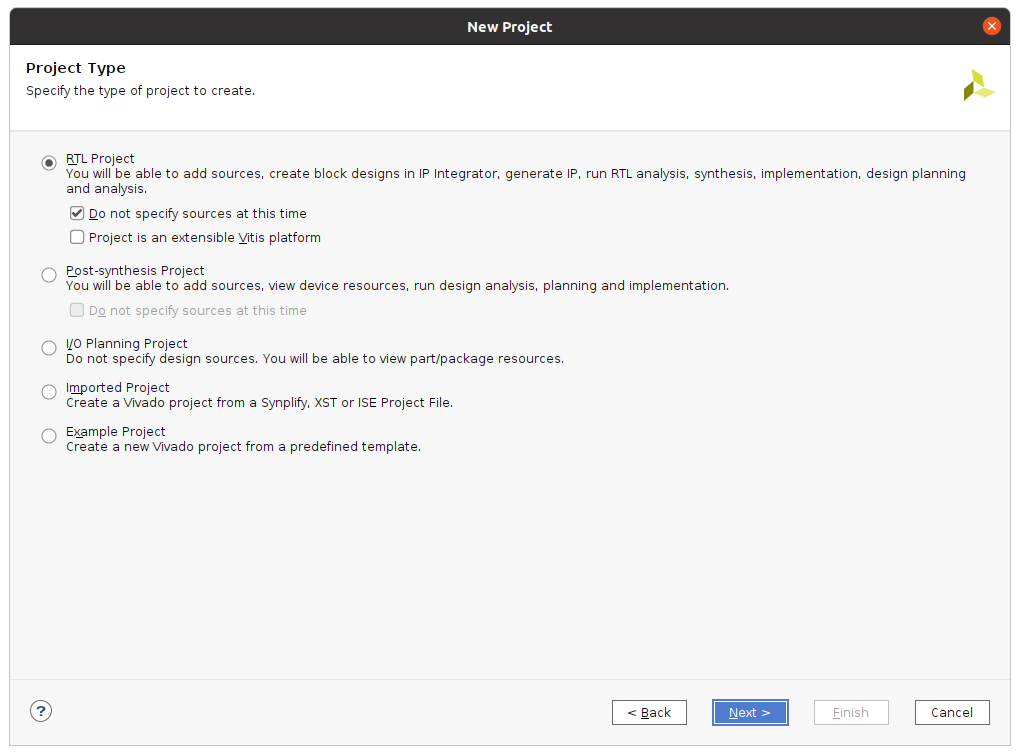 New Project
Project Type
Specify the type of project to create.
RTL Project
You will be able to add sources, create block designs in IP Integrator, generate IP, run RTL analysis, synthesis, implementation, design planning
and analysis.
Do not specify sources at this time
Project is an extensible Vitis platform
Post-synthesis Project
You will be able to add sources, view device resources, run design analysis, planning and implementation.
Do not specify sources at this time
I/O Planning Project
Do not specify design sources. You will be able to view part/package resources.
Imported Project
Create a Vivado project from a Synplify, XST or ISE Project File.
Example Project
Create a new Vivado project from a predefined template.
? < Back Next > Finish Cancel